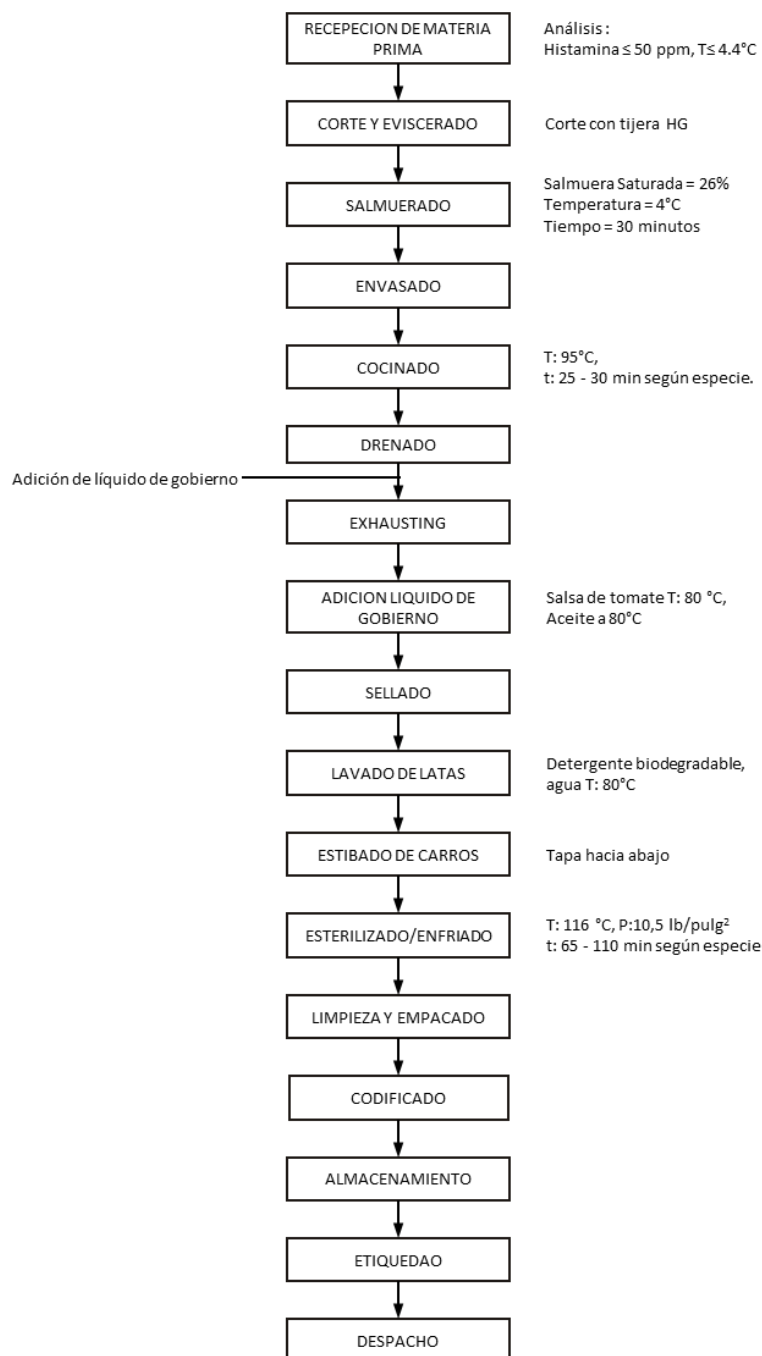 RECEPECION DE MATERIA
PRIMA
Análisis :
Histamina ≤ 50 ppm, T≤ 4.4°C
CORTE Y EVISCERADO
Corte con tijera HG
SALMUERADO
Salmuera Saturada = 26%
Temperatura = 4°C
Tiempo = 30 minutos
ENVASADO
COCINADO
T: 95°C,
t: 25 - 30 min según especie.
DRENADO
Adición de líquido de gobierno
EXHAUSTING
ADICION LIQUIDO DE
GOBIERNO
Salsa de tomate T: 80 °C,
Aceite a 80°C
SELLADO
LAVADO DE LATAS
Detergente biodegradable,
agua T: 80°C
ESTIBADO DE CARROS
Tapa hacia abajo
ESTERILIZADO/ENFRIADO
T: 116 °C, P:10,5 lb/pulg²
t: 65 - 110 min según especie
LIMPIEZA Y EMPACADO
CODIFICADO
ALMACENAMIENTO
ETIQUEDAO
DESPACHO